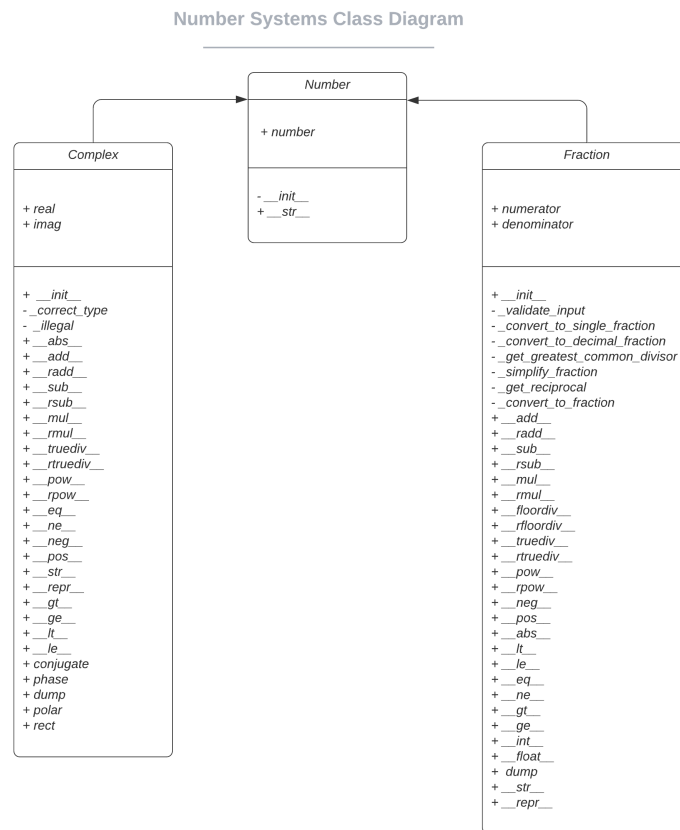 Number Systems Class Diagram
Number
+ number
- __init__
+ __str__
Complex
+ real
+ imag
+ __init__
- _correct_type
- _illegal
+ __abs__
+ __add__
+ __radd__
+ __sub__
+ __rsub__
+ __mul__
+ __rmul__
+ __truediv__
+ __rtruediv__
+ __pow__
+ __rpow__
+ __eq__
+ __ne__
+ __neg__
+ __pos__
+ __str__
+ __repr__
+ __gt__
+ __ge__
+ __lt__
+ __le__
+ conjugate
+ phase
+ dump
+ polar
+ rect
Fraction
+ numerator
+ denominator
+ __init__
- _validate_input
- _convert_to_single_fraction
- _convert_to_decimal_fraction
- _get_greatest_common_divisor
- _simplify_fraction
- _get_reciprocal
- _convert_to_fraction
+ __add__
+ __radd__
+ __sub__
+ __rsub__
+ __mul__
+ __rmul__
+ __floordiv__
+ __rfloordiv__
+ __truediv__
+ __rtruediv__
+ __pow__
+ __rpow__
+ __neg__
+ __pos__
+ __abs__
+ __lt__
+ __le__
+ __eq__
+ __ne__
+ __gt__
+ __ge__
+ __int__
+ __float__
+ dump
+ __str__
+ __repr__